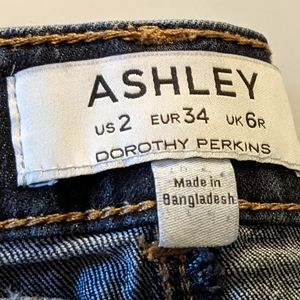 ASHLEY
US 2 EUR 34 UK 6R
DOROTHY PERKINS
Made in
Bangladesh